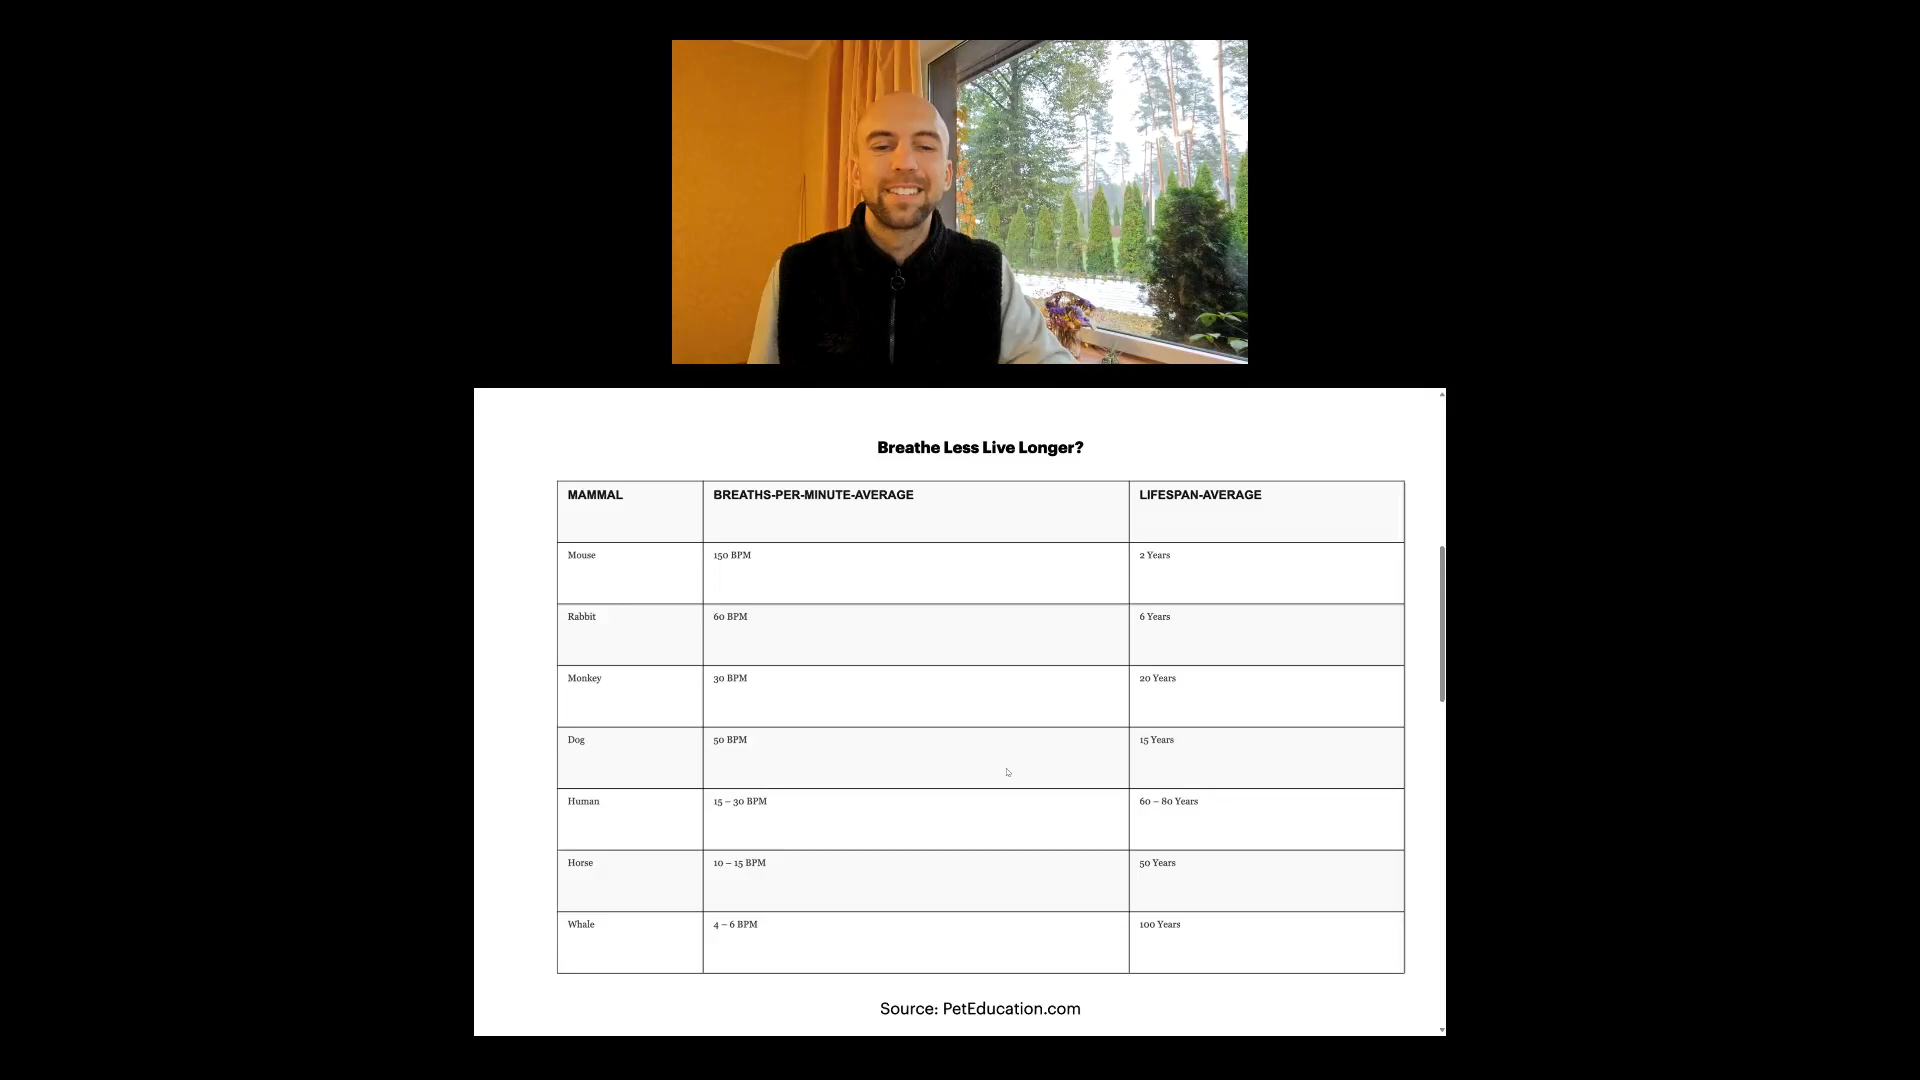 Breathe Less Live Longer?
MAMMAL BREATHS-PER-MINUTE-AVERAGE LIFESPAN-AVERAGE
Mouse 150 BPM 2 Years
Rabbit 60 BPM 6 Years
Monkey 30 BPM 20 Years
Dog 50 BPM 15 Years
Human 15 – 30 BPM 60 – 80 Years
Horse 10 – 15 BPM 50 Years
Whale 4 – 6 BPM 100 Years
Source: PetEducation.com